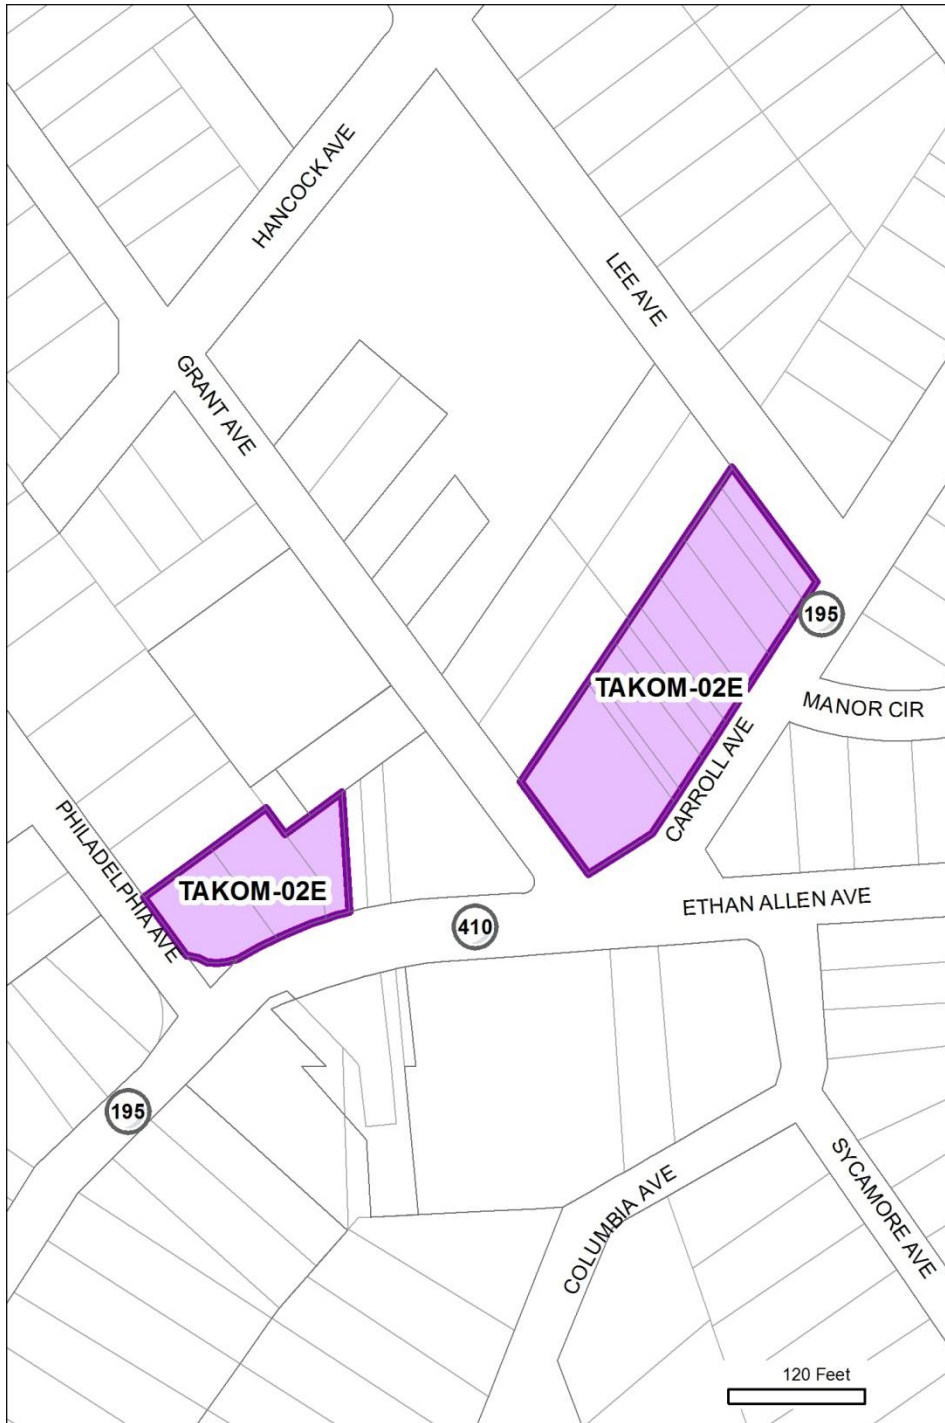 HANCOCK AVE
LEE AVE
GRANT AVE
195
TAKOM-02E
MANOR CIR
CARROLL AVE
PHILADELPHIA AVE
TAKOM-02E
ETHAN ALLEN AVE
410
195
SYCAMORE AVE
COLUMBIA AVE
120 Feet